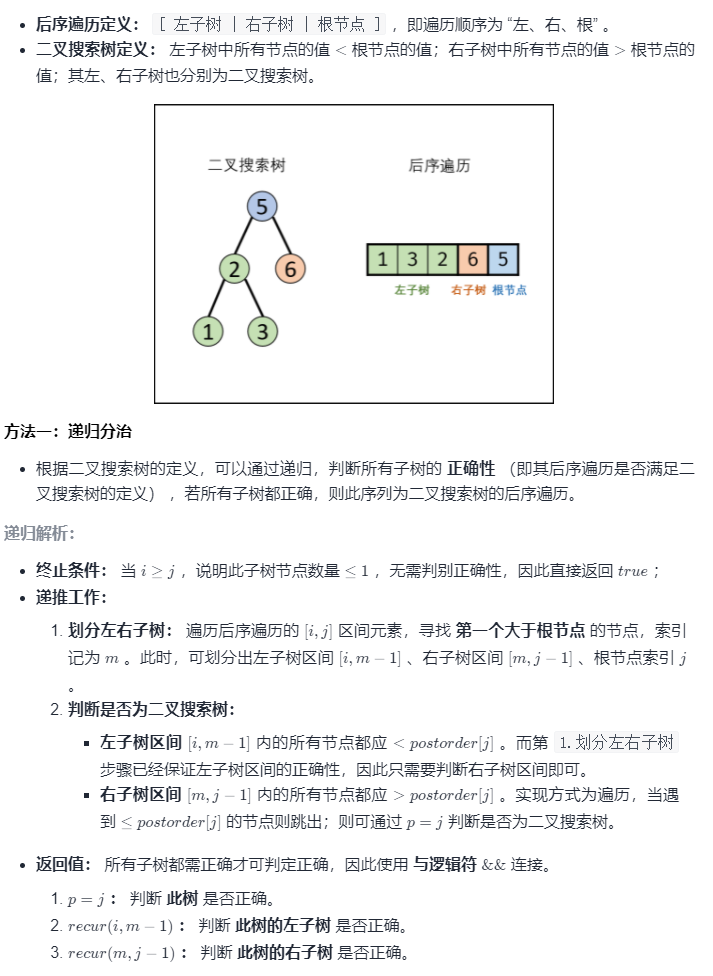 • 后序遍历定义： [ 左子树 | 右子树 | 根节点 ] ，即遍历顺序为 “左、右、根” 。
• 二叉搜索树定义： 左子树中所有节点的值 < 根节点的值；右子树中所有节点的值 > 根节点的
值；其左、右子树也分别为二叉搜索树。
二叉搜索树 后序遍历
5
2 6
1 3 2 6 5
左子树 右子树 根节点
1 3
方法一：递归分治
• 根据二叉搜索树的定义，可以通过递归，判断所有子树的 正确性 （即其后序遍历是否满足二
叉搜索树的定义） ，若所有子树都正确，则此序列为二叉搜索树的后序遍历。
递归解析：
• 终止条件： 当 i ≥ j ，说明此子树节点数量 ≤ 1 ，无需判别正确性，因此直接返回 true ；
• 递推工作：
1. 划分左右子树： 遍历后序遍历的 [i, j] 区间元素，寻找 第一个大于根节点 的节点，索引
记为 m 。此时，可划分出左子树区间 [i, m − 1] 、右子树区间 [m, j − 1] 、根节点索引 j
。
2. 判断是否为二叉搜索树：
▪ 左子树区间 [i, m − 1] 内的所有节点都应 < postorder[j] 。而第 1. 划分左右子树
步骤已经保证左子树区间的正确性，因此只需要判断右子树区间即可。
▪ 右子树区间 [m, j − 1] 内的所有节点都应 > postorder[j] 。实现方式为遍历，当遇
到 ≤ postorder[j] 的节点则跳出；则可通过 p = j 判断是否为二叉搜索树。
• 返回值： 所有子树都需正确才可判定正确，因此使用 与逻辑符 && 连接。
1. p = j ： 判断 此树 是否正确。
2. recur(i, m − 1) ： 判断 此树的左子树 是否正确。
3. recur(m, j − 1) ： 判断 此树的右子树 是否正确。